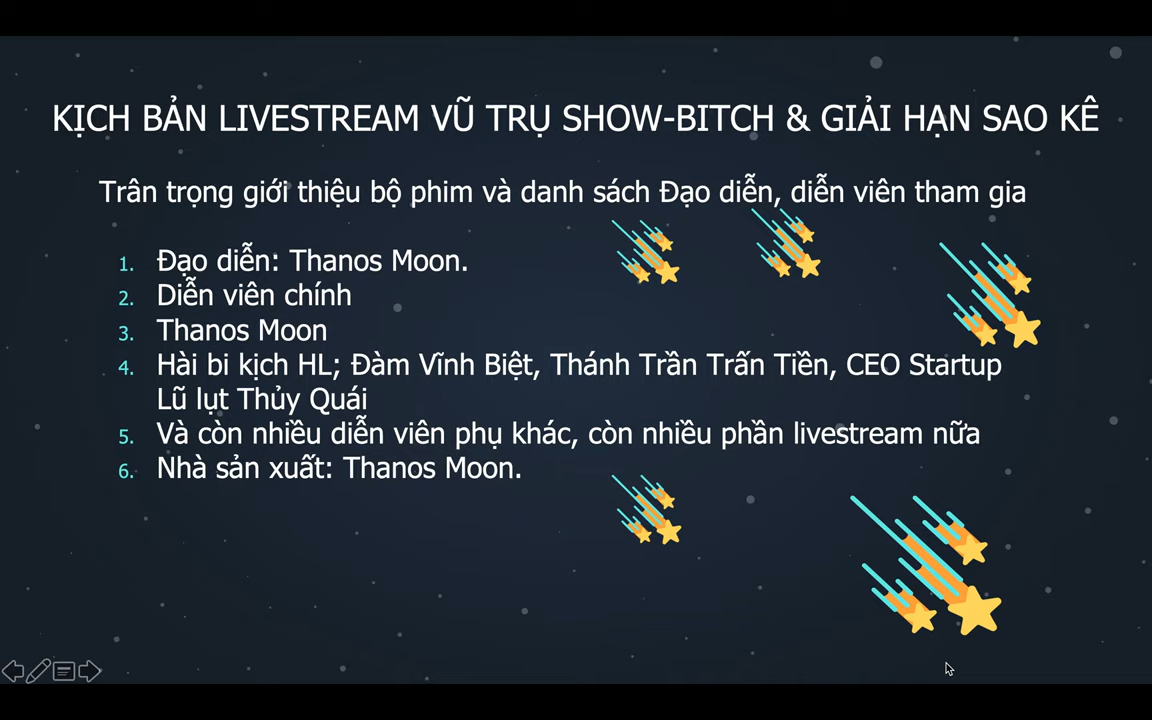 KỊCH BẢN LIVESTREAM VŨ TRỤ SHOW-BITCH & GIẢI HẠN SAO KÊ
Trân trọng giới thiệu bộ phim và danh sách Đạo diễn, diễn viên tham gia
1. Đạo diễn: Thanos Moon.
2. Diễn viên chính
3. Thanos Moon
4. Hài bi kịch HL; Đàm Vĩnh Biệt, Thánh Trần Trấn Tiền, CEO Startup
Lũ lụt Thủy Quái
5. Và còn nhiều diễn viên phụ khác, còn nhiều phần livestream nữa
6. Nhà sản xuất: Thanos Moon.